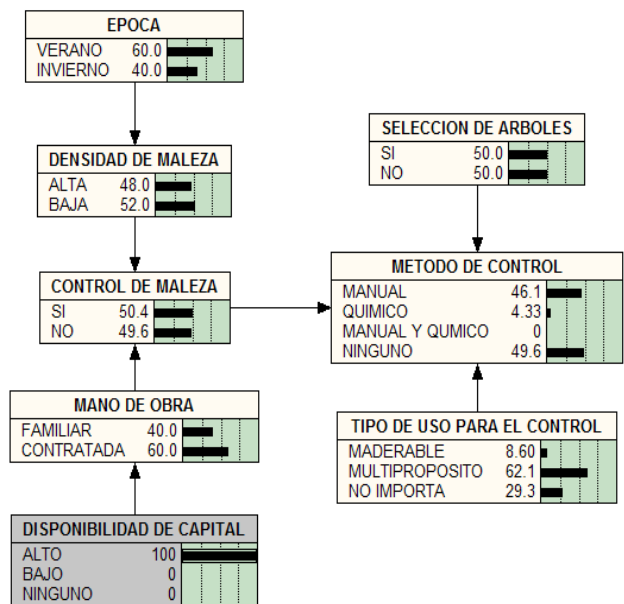 EPOCA
VERANO 60.0
INVIERNO 40.0
SELECCION DE ARBOLES
SI 50.0
NO 50.0
DENSIDAD DE MALEZA
ALTA 48.0
BAJA 52.0
CONTROL DE MALEZA
SI 50.4
NO 49.6
METODO DE CONTROL
MANUAL 46.1
QUIMICO 4.33
MANUAL Y QUMICO 0
NINGUNO 49.6
MANO DE OBRA
FAMILIAR 40.0
CONTRATADA 60.0
TIPO DE USO PARA EL CONTROL
MADERABLE 8.60
MULTIPROPOSITO 62.1
NO IMPORTA 29.3
DISPONIBILIDAD DE CAPITAL
ALTO 100
BAJO 0
NINGUNO 0